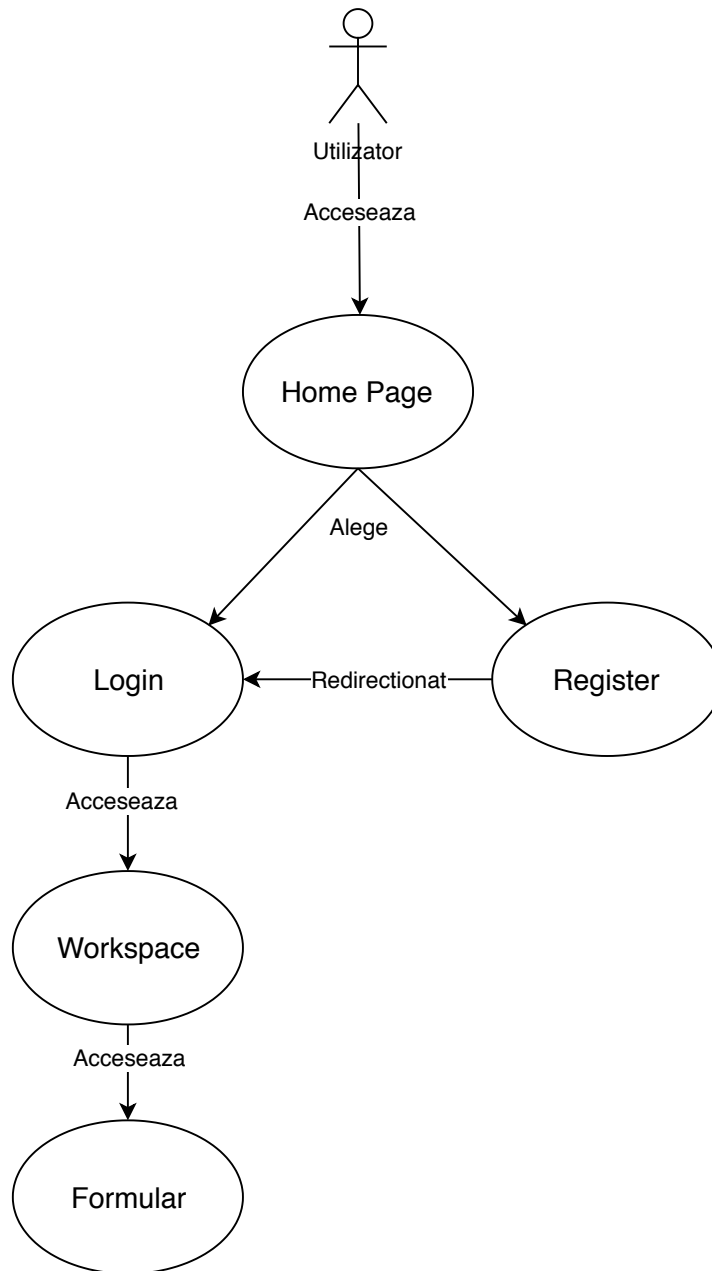 Utilizator
Acceseaza
Home Page
Alege
Login
Redirectionat
Register
Acceseaza
Workspace
Acceseaza
Formular